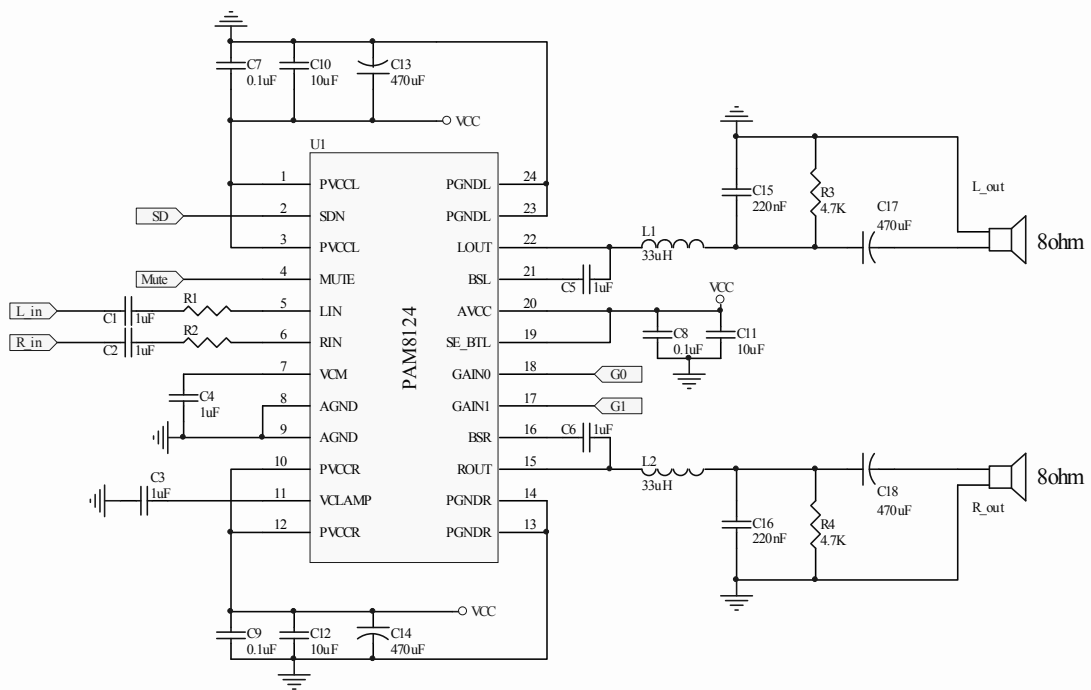 C7
0.1uF
C10
10uF
C13
470uF
VCC
U1
1
PVCCL
PGNDL
24
SD
2
SDN
PGNDL
23
3
PVCCL
LOUT
22
Mute
4
MUTE
BSL
21
L_in
C1
1uF
R1
5
LIN
AVCC
20
R_in
C2
1uF
R2
6
RIN
SE_BTL
19
7
VCM
GAIN0
18
G0
C4
1uF
8
AGND
GAIN1
17
G1
9
AGND
BSR
16
10
PVCCR
ROUT
15
C3
1uF
11
VCLAMP
PGNDR
14
12
PVCCR
PGNDR
13
PAM8124
C5
1uF
L1
33uH
C15
220nF
R3
4.7K
C17
470uF
L_out
8ohm
VCC
C8
0.1uF
C11
10uF
C6
1uF
L2
33uH
C16
220nF
R4
4.7K
C18
470uF
R_out
8ohm
VCC
C9
0.1uF
C12
10uF
C14
470uF